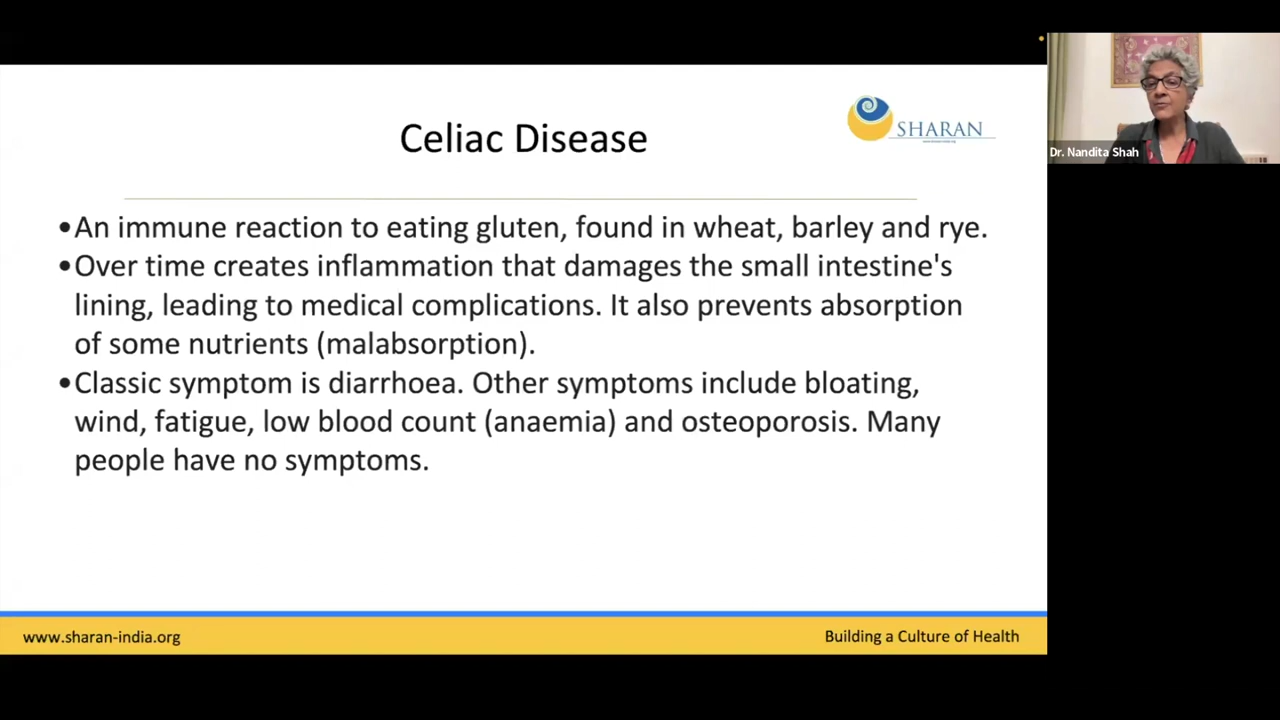 Celiac Disease
SHARAN
•An immune reaction to eating gluten, found in wheat, barley and rye.
•Over time creates inflammation that damages the small intestine's
lining, leading to medical complications. It also prevents absorption
of some nutrients (malabsorption).
•Classic symptom is diarrhoea. Other symptoms include bloating,
wind, fatigue, low blood count (anaemia) and osteoporosis. Many
people have no symptoms.
www.sharan-india.org
Building a Culture of Health
Dr. Nandita Shah